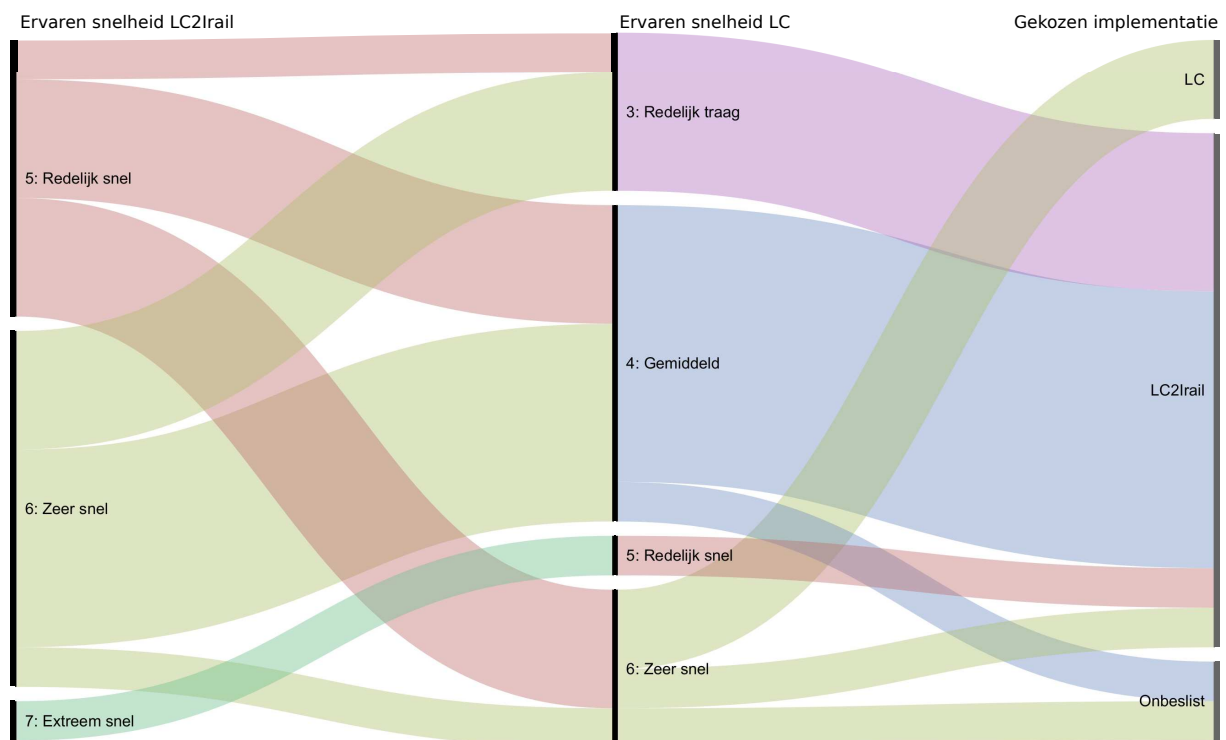 Ervaren snelheid LC2Irail
Ervaren snelheid LC
Gekozen implementatie
5: Redelijk snel
6: Zeer snel
7: Extreem snel
3: Redelijk traag
4: Gemiddeld
5: Redelijk snel
6: Zeer snel
LC
LC2Irail
Onbeslist